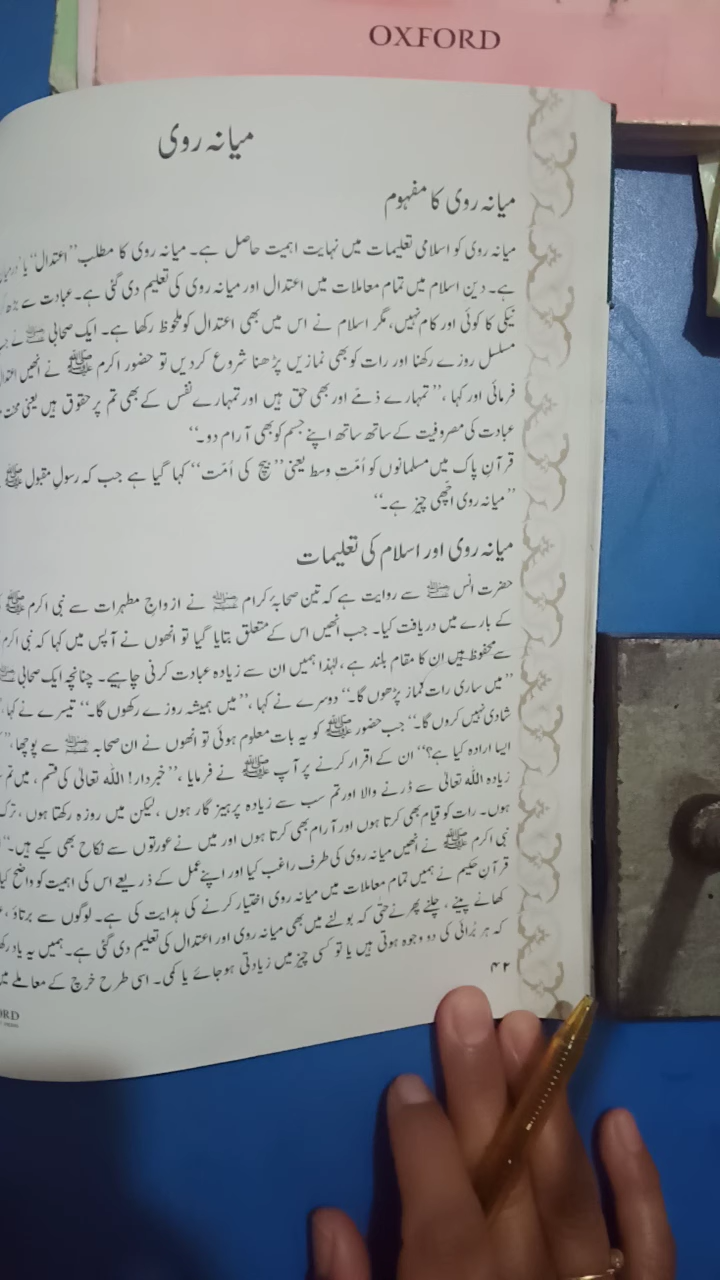 OXFORD
میانہ روی
میانہ روی کا مفہوم
میانہ روی کو اسلامی تعلیمات میں نہایت اہمیت حاصل ہے۔ میانہ روی کا مطلب ’’اعتدال‘‘ یا
ہے۔ دین اسلام میں تمام معاملات میں اعتدال اور میانہ روی کی تعلیم دی گئی ہے۔ عبادت سے بڑھ
نیکی کا کوئی اور کام نہیں، مگر اسلام نے اس میں بھی اعتدال کو ملحوظ رکھا ہے۔ ایک صحابی ؓ نے
مسلسل روزے رکھنا اور رات کو بھی نمازیں پڑھنا شروع کردیں تو حضور اکرم ﷺ نے انھیں
فرمائی اور کہا ،’’ تمہارے ذمّے اور بھی حق ہیں اور تمہارے نفس کے بھی تم پر حقوق ہیں یعنی
عبادت کی مصروفیت کے ساتھ ساتھ اپنے جسم کو بھی آرام دو۔‘‘
قرآنِ پاک میں مسلمانوں کو اُمّتِ وسط یعنی ’’بیچ کی اُمّت‘‘ کہا گیا ہے جب کہ رسولِ مقبول ﷺ
’’میانہ روی اچھی چیز ہے۔‘‘
میانہ روی اور اسلام کی تعلیمات
حضرت انس ؓ سے روایت ہے کہ تین صحابۂ کرام ؓ نے ازواجِ مطہرات سے نبی اکرم ﷺ
کے بارے میں دریافت کیا۔ جب انھیں اس کے متعلق بتایا گیا تو انھوں نے آپس میں کہا کہ نبی اکرم
سے محفوظ ہیں ان کا مقام بلند ہے ، لہٰذا ہمیں ان سے زیادہ عبادت کرنی چاہیے۔ چنانچہ ایک صحابی
’’میں ساری رات نماز پڑھوں گا۔‘‘ دوسرے نے کہا ،’’ میں ہمیشہ روزے رکھوں گا۔‘‘ تیسرے نے کہا،
شادی نہیں کروں گا۔‘‘ جب حضور ﷺ کو یہ بات معلوم ہوئی تو انھوں نے ان صحابہ ؓ سے پوچھا،
ایسا ارادہ کیا ہے؟‘‘ ان کے اقرار کرنے پر آپ ﷺ نے فرمایا ،’’ خبردار! اللہ تعالیٰ کی قسم ، میں تم
زیادہ اللہ تعالیٰ سے ڈرنے والا اور تم سب سے زیادہ پرہیز گار ہوں ، لیکن میں روزہ رکھتا ہوں ،
ہوں۔ رات کو قیام بھی کرتا ہوں اور آرام بھی کرتا ہوں اور میں نے عورتوں سے نکاح بھی کیے ہیں۔‘‘
نبی اکرم ﷺ نے انھیں میانہ روی کی طرف راغب کیا اور اپنے عمل کے ذریعے اس کی اہمیت کو واضح
قرآنِ حکیم نے ہمیں تمام معاملات میں میانہ روی اختیار کرنے کی ہدایت کی ہے۔ لوگوں سے برتاؤ ،
کھانے پینے ، چلنے پھرنے حتّٰی کہ بولنے میں بھی میانہ روی اور اعتدال کی تعلیم دی گئی ہے۔ ہمیں یہ یاد
کہ ہر بُرائی کی دو وجوہ ہوتی ہیں یا تو کسی چیز میں زیادتی ہوجائے یا کمی۔ اسی طرح خرچ کے معاملے
۴۲